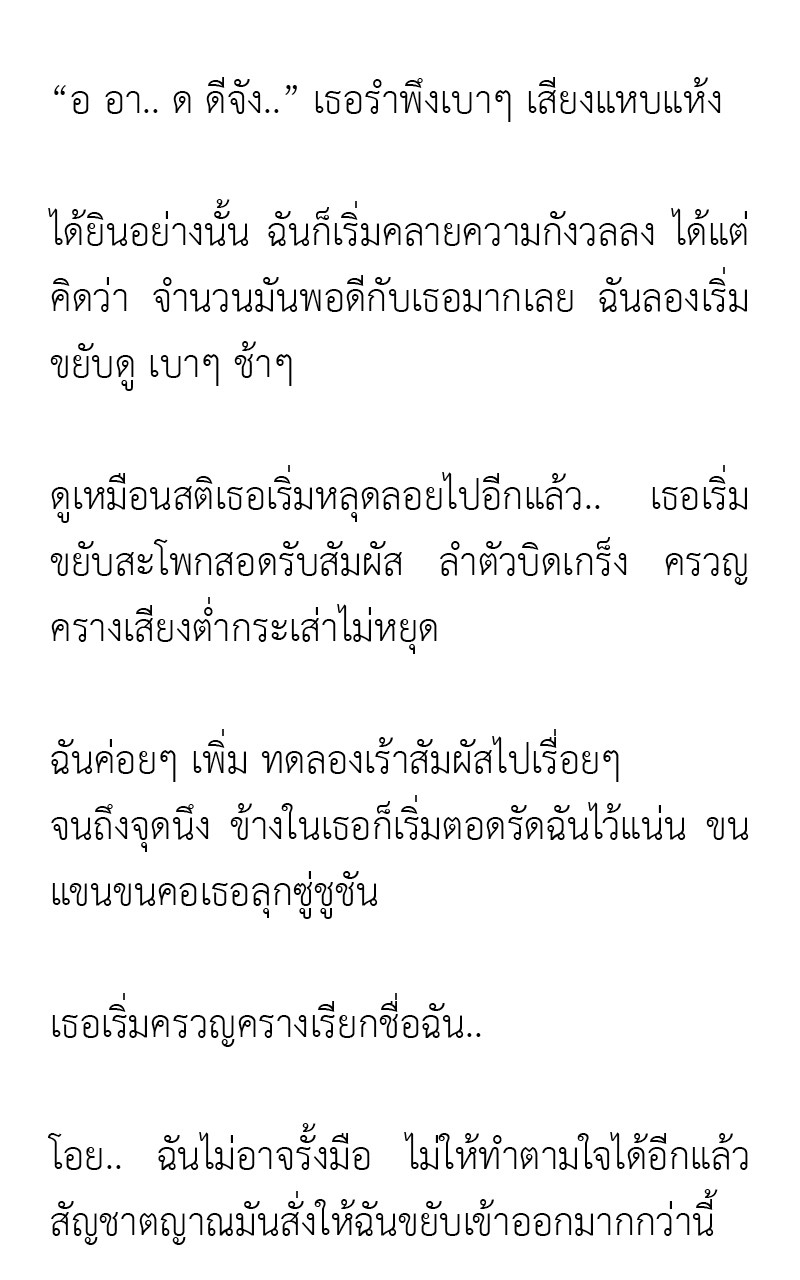 “อ อา.. ด ดีจัง..” เธอรำพึงเบาๆ เสียงแหบแห้ง
ได้ยินอย่างนั้น ฉันก็เริ่มคลายความกังวลลง ได้แต่
คิดว่า จำนวนมันพอดีกับเธอมากเลย ฉันลองเริ่ม
ขยับดู เบาๆ ช้าๆ
ดูเหมือนสติเธอเริ่มหลุดลอยไปอีกแล้ว.. เธอเริ่ม
ขยับสะโพกสอดรับสัมผัส ลำตัวบิดเกร็ง ครวญ
ครางเสียงต่ำกระเส่าไม่หยุด
ฉันค่อยๆ เพิ่ม ทดลองเร้าสัมผัสไปเรื่อยๆ
จนถึงจุดนึง ข้างในเธอก็เริ่มตอดรัดฉันไว้แน่น ขน
แขนขนคอเธอลุกซู่ชูชัน
เธอเริ่มครวญครางเรียกชื่อฉัน..
โอย.. ฉันไม่อาจรั้งมือ ไม่ให้ทำตามใจได้อีกแล้ว
สัญชาตญาณมันสั่งให้ฉันขยับเข้าออกมากกว่านี้